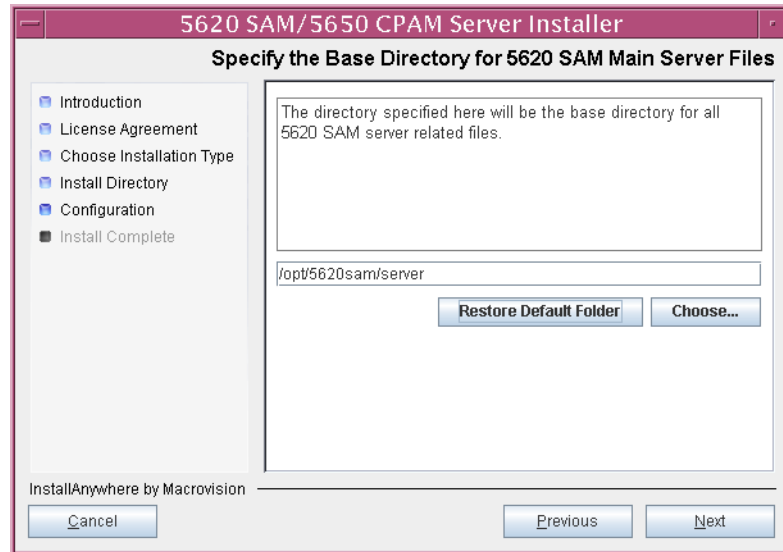 5620 SAM/5650 CPAM Server Installer
Specify the Base Directory for 5620 SAM Main Server Files
Introduction
License Agreement
Choose Installation Type
Install Directory
Configuration
Install Complete
The directory specified here will be the base directory for all
5620 SAM server related files.
/opt/5620sam/server
Restore Default Folder
Choose...
InstallAnywhere by Macrovision
Cancel
Previous
Next